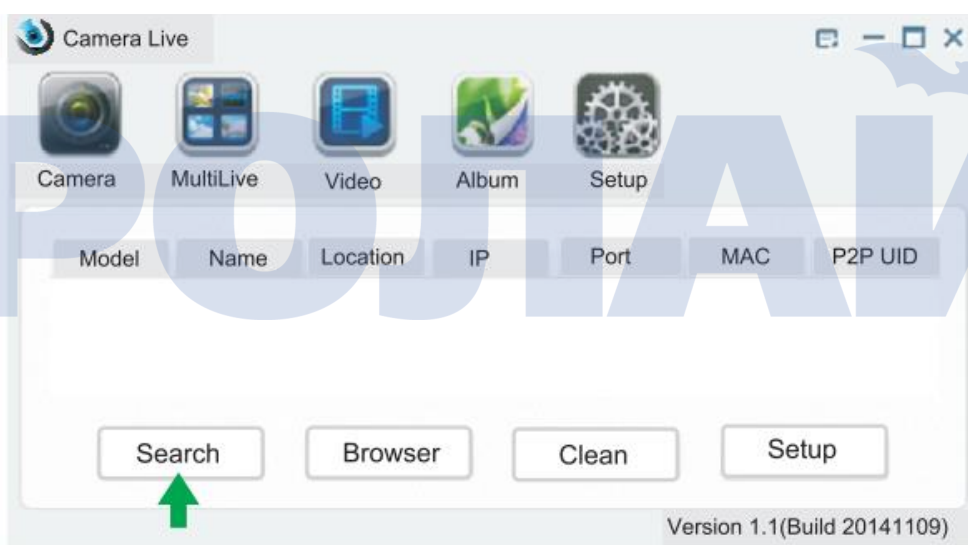 Camera Live
Camera MultiLive Video Album Setup
РОЛАЙ
Model Name Location IP Port MAC P2P UID
Search Browser Clean Setup
Version 1.1(Build 20141109)